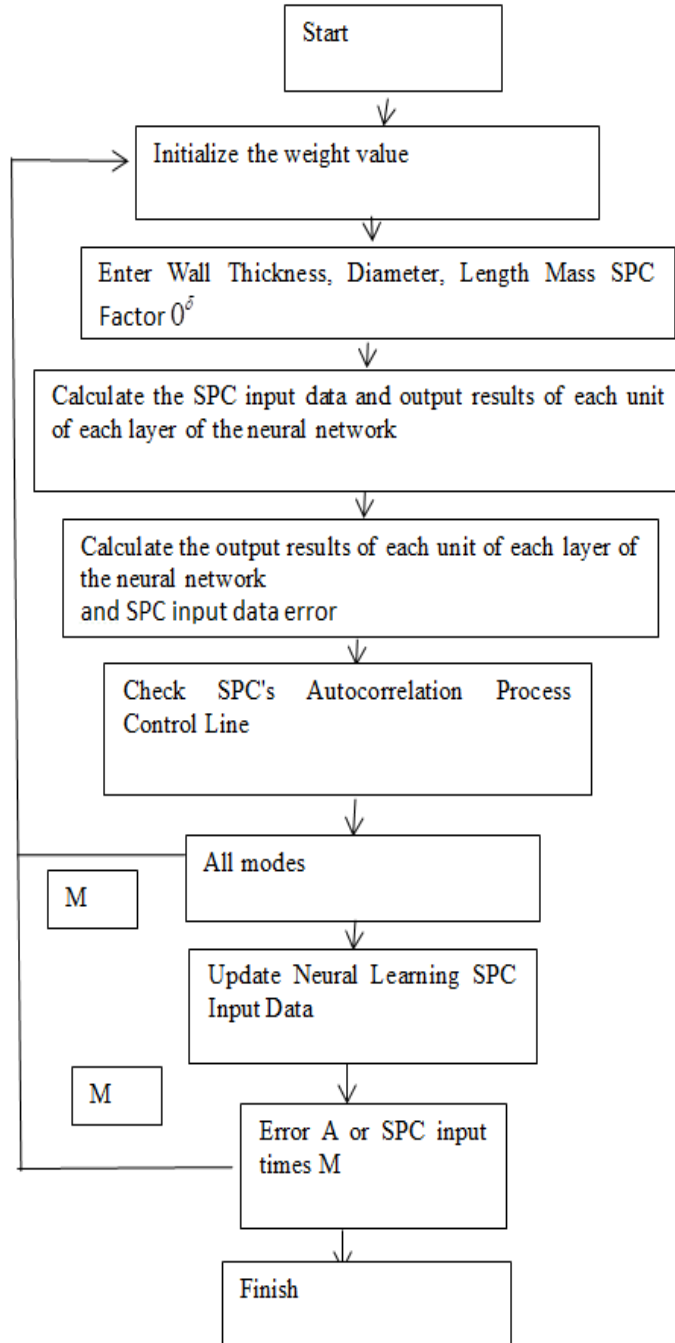 Start
Initialize the weight value
Enter Wall Thickness, Diameter, Length Mass SPC
Factor 0^δ
Calculate the SPC input data and output results of each unit
of each layer of the neural network
Calculate the output results of each unit of each layer of
the neural network
and SPC input data error
Check SPC's Autocorrelation Process
Control Line
All modes
M
Update Neural Learning SPC
Input Data
M
Error A or SPC input
times M
Finish